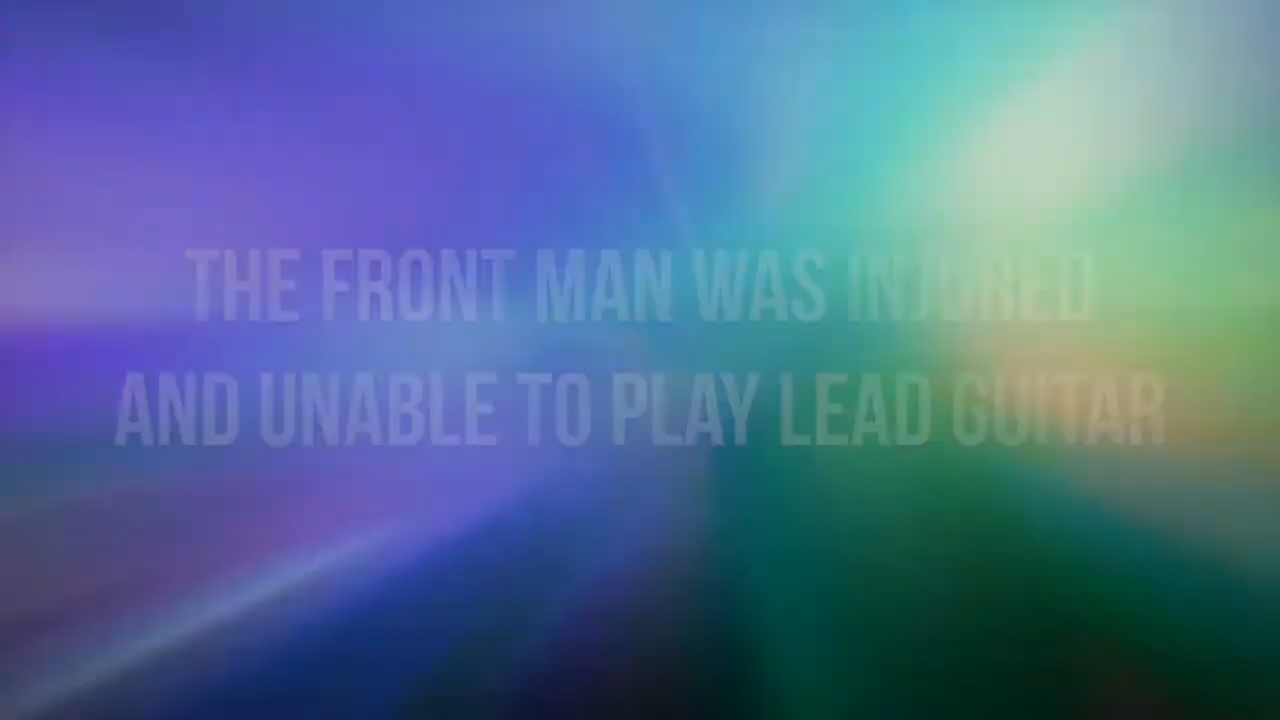 THE FRONT MAN WAS INJURED
AND UNABLE TO PLAY LEAD GUITAR